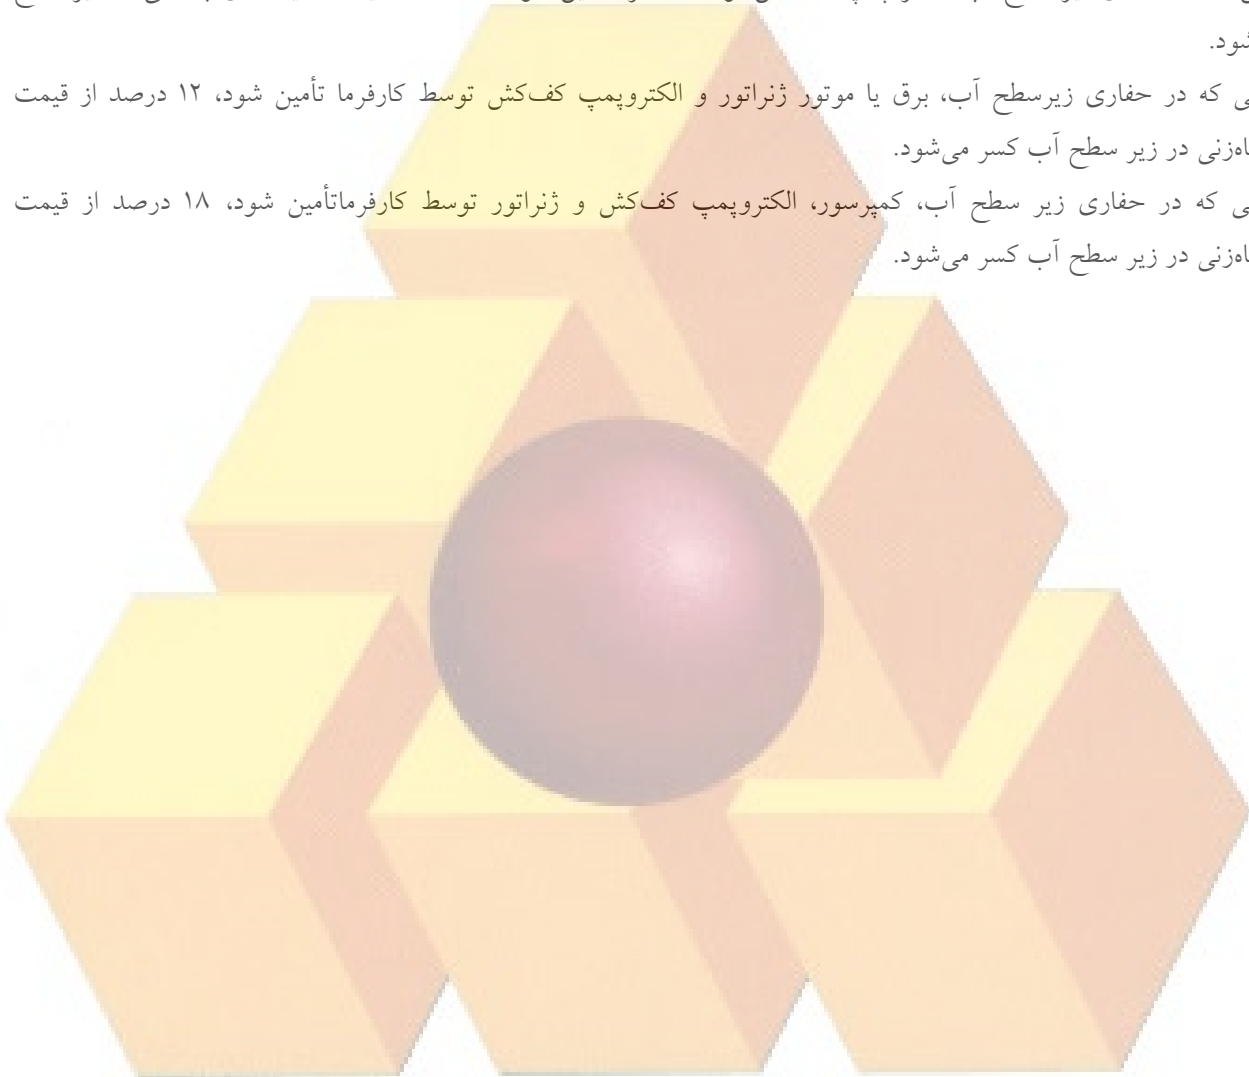 شود.
ی که در حفاری زیرسطح آب، برق یا موتور ژنراتور و الکتروپمپ کف‌کش توسط کارفرما تأمین شود، ۱۲ درصد از قیمت
اه‌زنی در زیر سطح آب کسر می‌شود.
ی که در حفاری زیر سطح آب، کمپرسور، الکتروپمپ کف‌کش و ژنراتور توسط کارفرماتأمین شود، ۱۸ درصد از قیمت
اه‌زنی در زیر سطح آب کسر می‌شود.